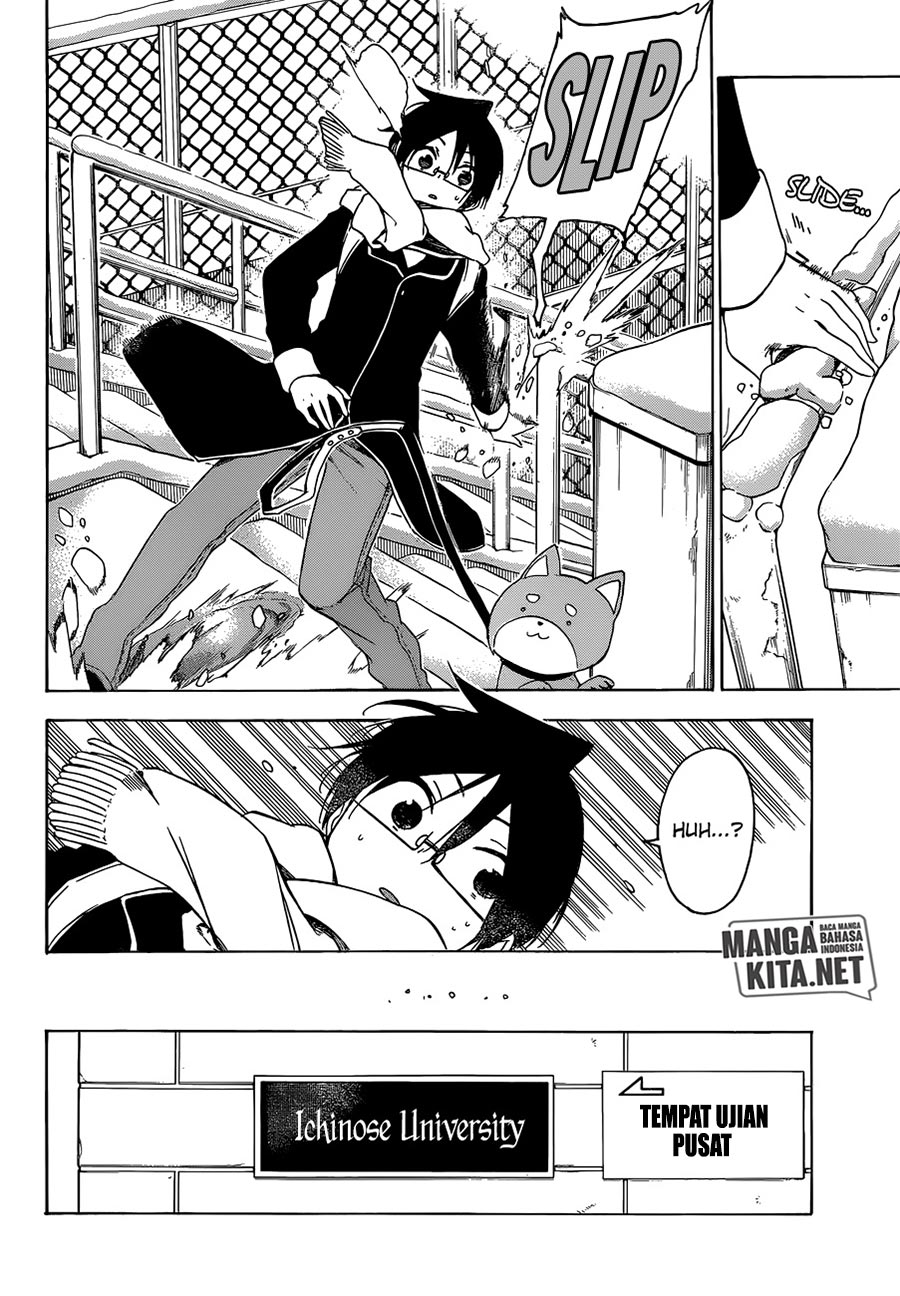 SLIDE...
SLIP
HUH...?
MANGA
KITA.NET
BACA MANGA
BAHASA
INDONESIA
Ichinose University
TEMPAT UJIAN
PUSAT